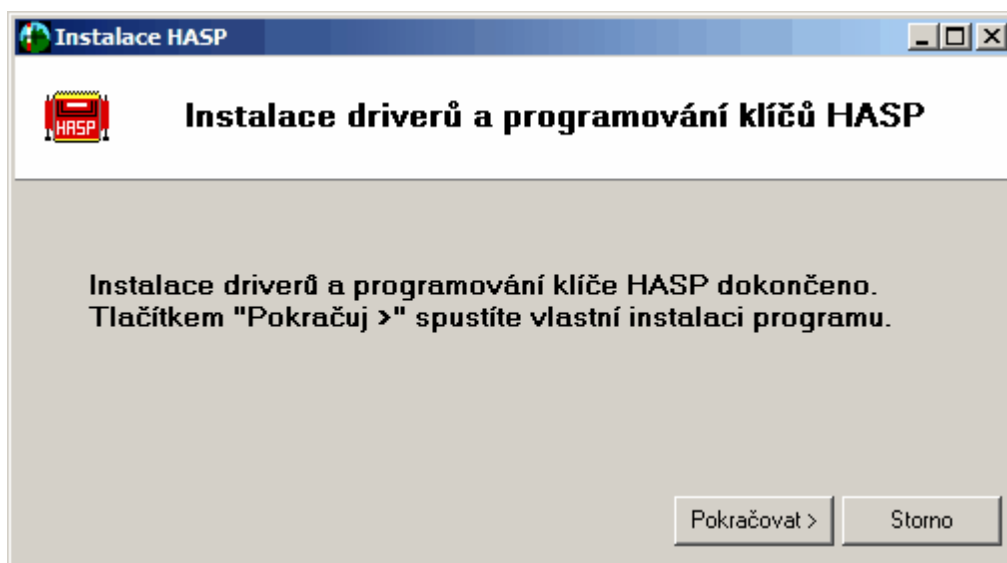 Instalace HASP
HASP
Instalace driverů a programování klíčů HASP
Instalace driverů a programování klíče HASP dokončeno.
Tlačítkem "Pokračuj >" spustíte vlastní instalaci programu.
Pokračovat >
Storno